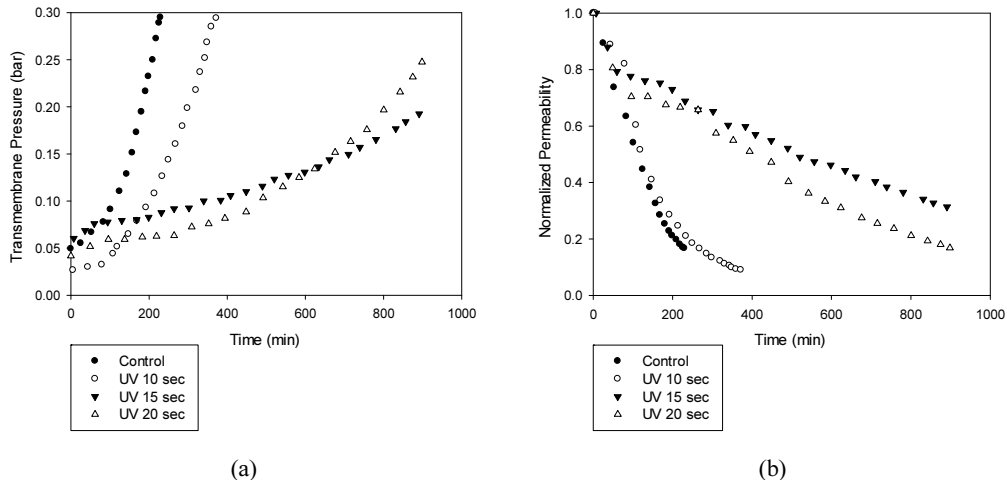 Transmembrane Pressure (bar)
0.30
0.25
0.20
0.15
0.10
0.05
0.00
0 200 400 600 800 1000
Time (min)
Control
UV 10 sec
UV 15 sec
UV 20 sec
(a)
Normalized Permeability
1.0
0.8
0.6
0.4
0.2
0.0
0 200 400 600 800 1000
Time (min)
Control
UV 10 sec
UV 15 sec
UV 20 sec
(b)